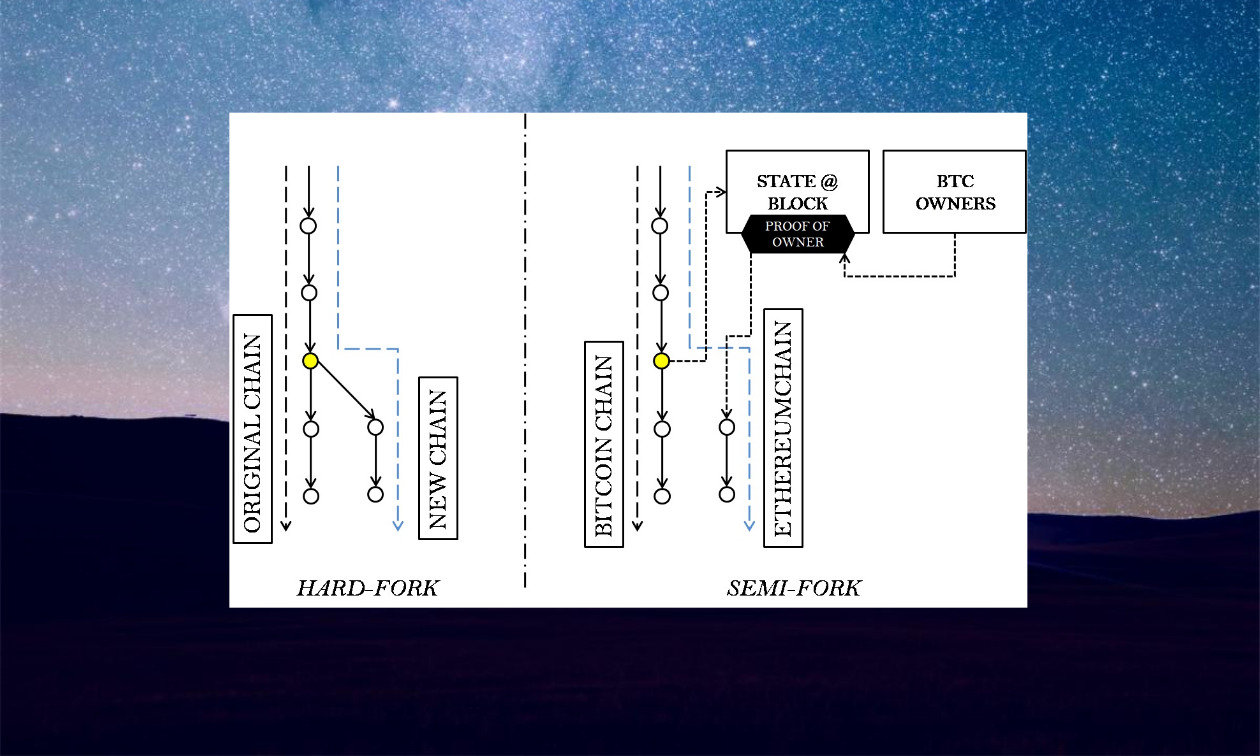 ORIGINAL CHAIN
NEW CHAIN
HARD-FORK
STATE @
BLOCK
PROOF OF
OWNER
BTC
OWNERS
BITCOIN CHAIN
ETHEREUMCHAIN
SEMI-FORK